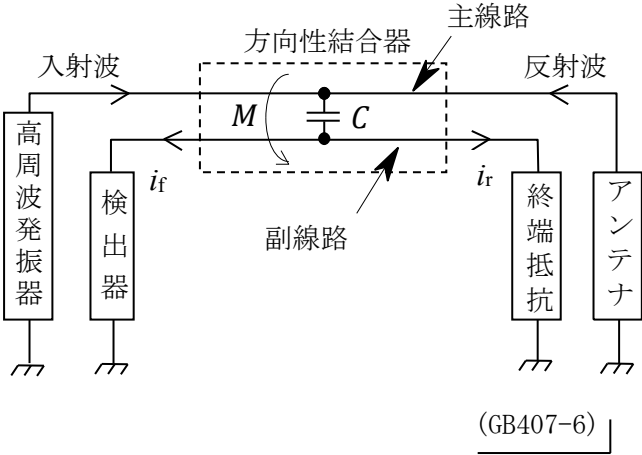 主線路
方向性結合器
入射波
反射波
M
C
高周波発振器
検出器
i_f
i_r
終端抵抗
アンテナ
副線路
(GB407-6)